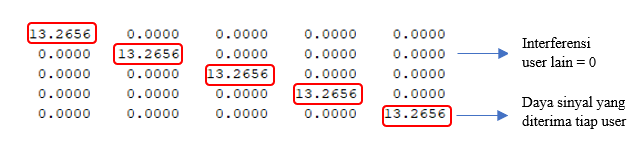 13.2656 0.0000 0.0000 0.0000 0.0000
0.0000 13.2656 0.0000 0.0000 0.0000
0.0000 0.0000 13.2656 0.0000 0.0000
0.0000 0.0000 0.0000 13.2656 0.0000
0.0000 0.0000 0.0000 0.0000 13.2656
Interferensi
user lain = 0
Daya sinyal yang
diterima tiap user